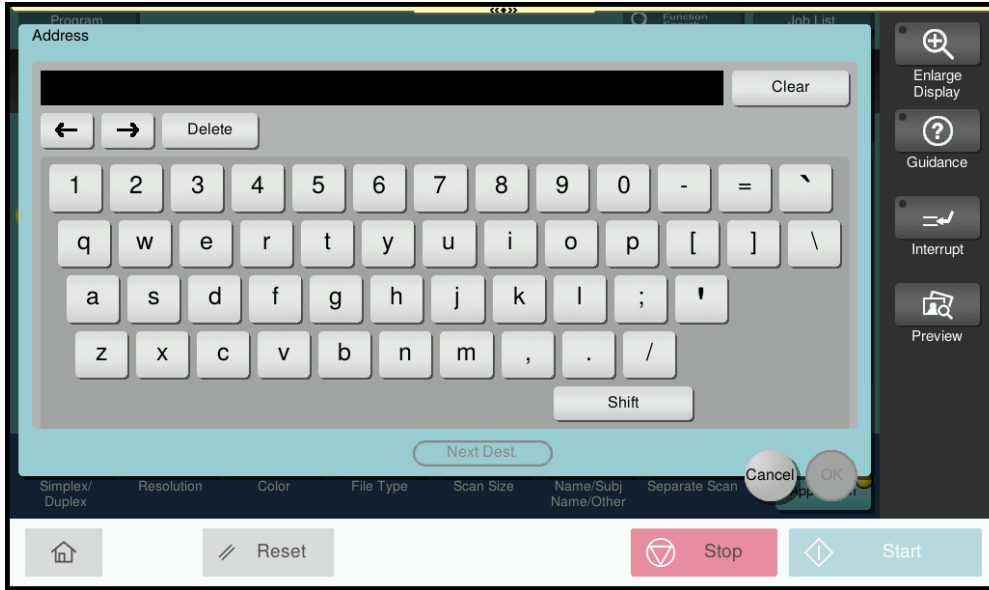 Program
Function
Search
Job List
Address
Clear
← → Delete
1 2 3 4 5 6 7 8 9 0 - = `
q w e r t y u i o p [ ] \
a s d f g h j k l ; '
z x c v b n m , . /
Shift
Next Dest.
Cancel
OK
Simplex/
Duplex
Resolution
Color
File Type
Scan Size
Name/Subj
Name/Other
Separate Scan
Enlarge
Display
Guidance
Interrupt
Preview
Reset
Stop
Start